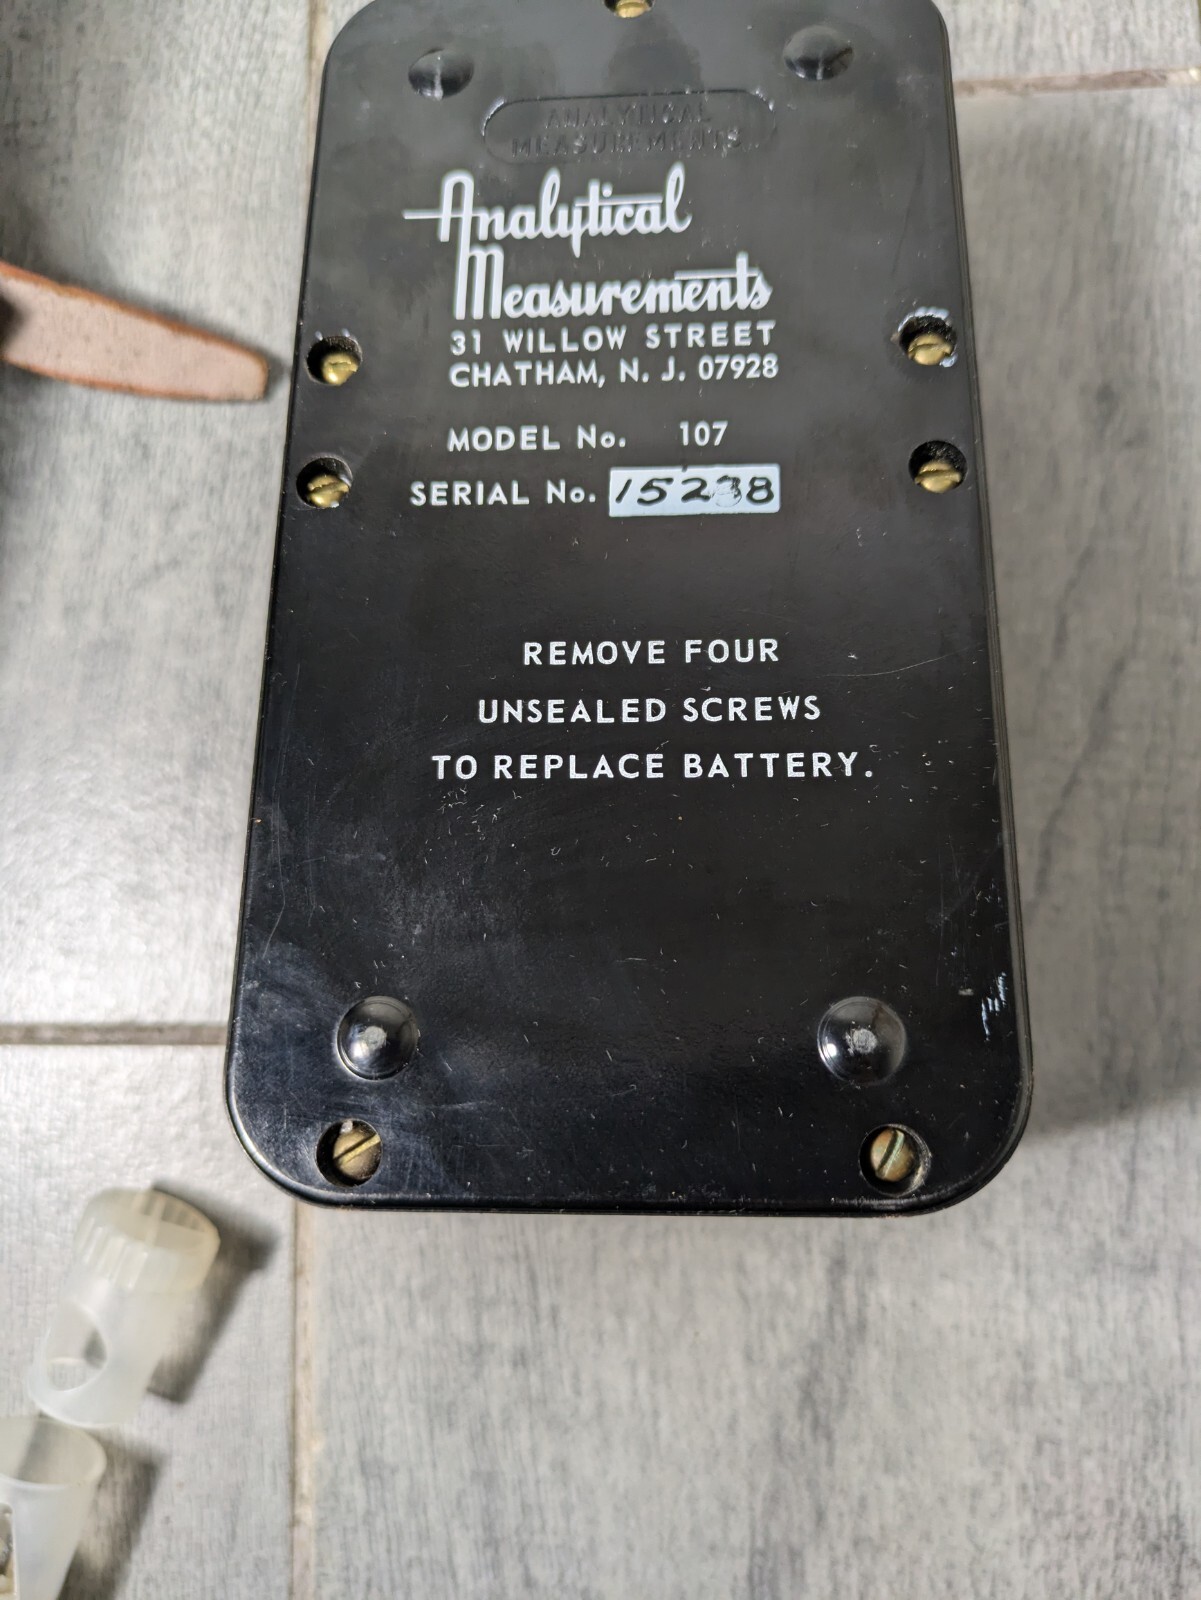 ANALYTICAL
MEASUREMENTS
Analytical
Measurements
31 WILLOW STREET
CHATHAM, N. J. 07928
MODEL No. 107
SERIAL No. 15238
REMOVE FOUR
UNSEALED SCREWS
TO REPLACE BATTERY.